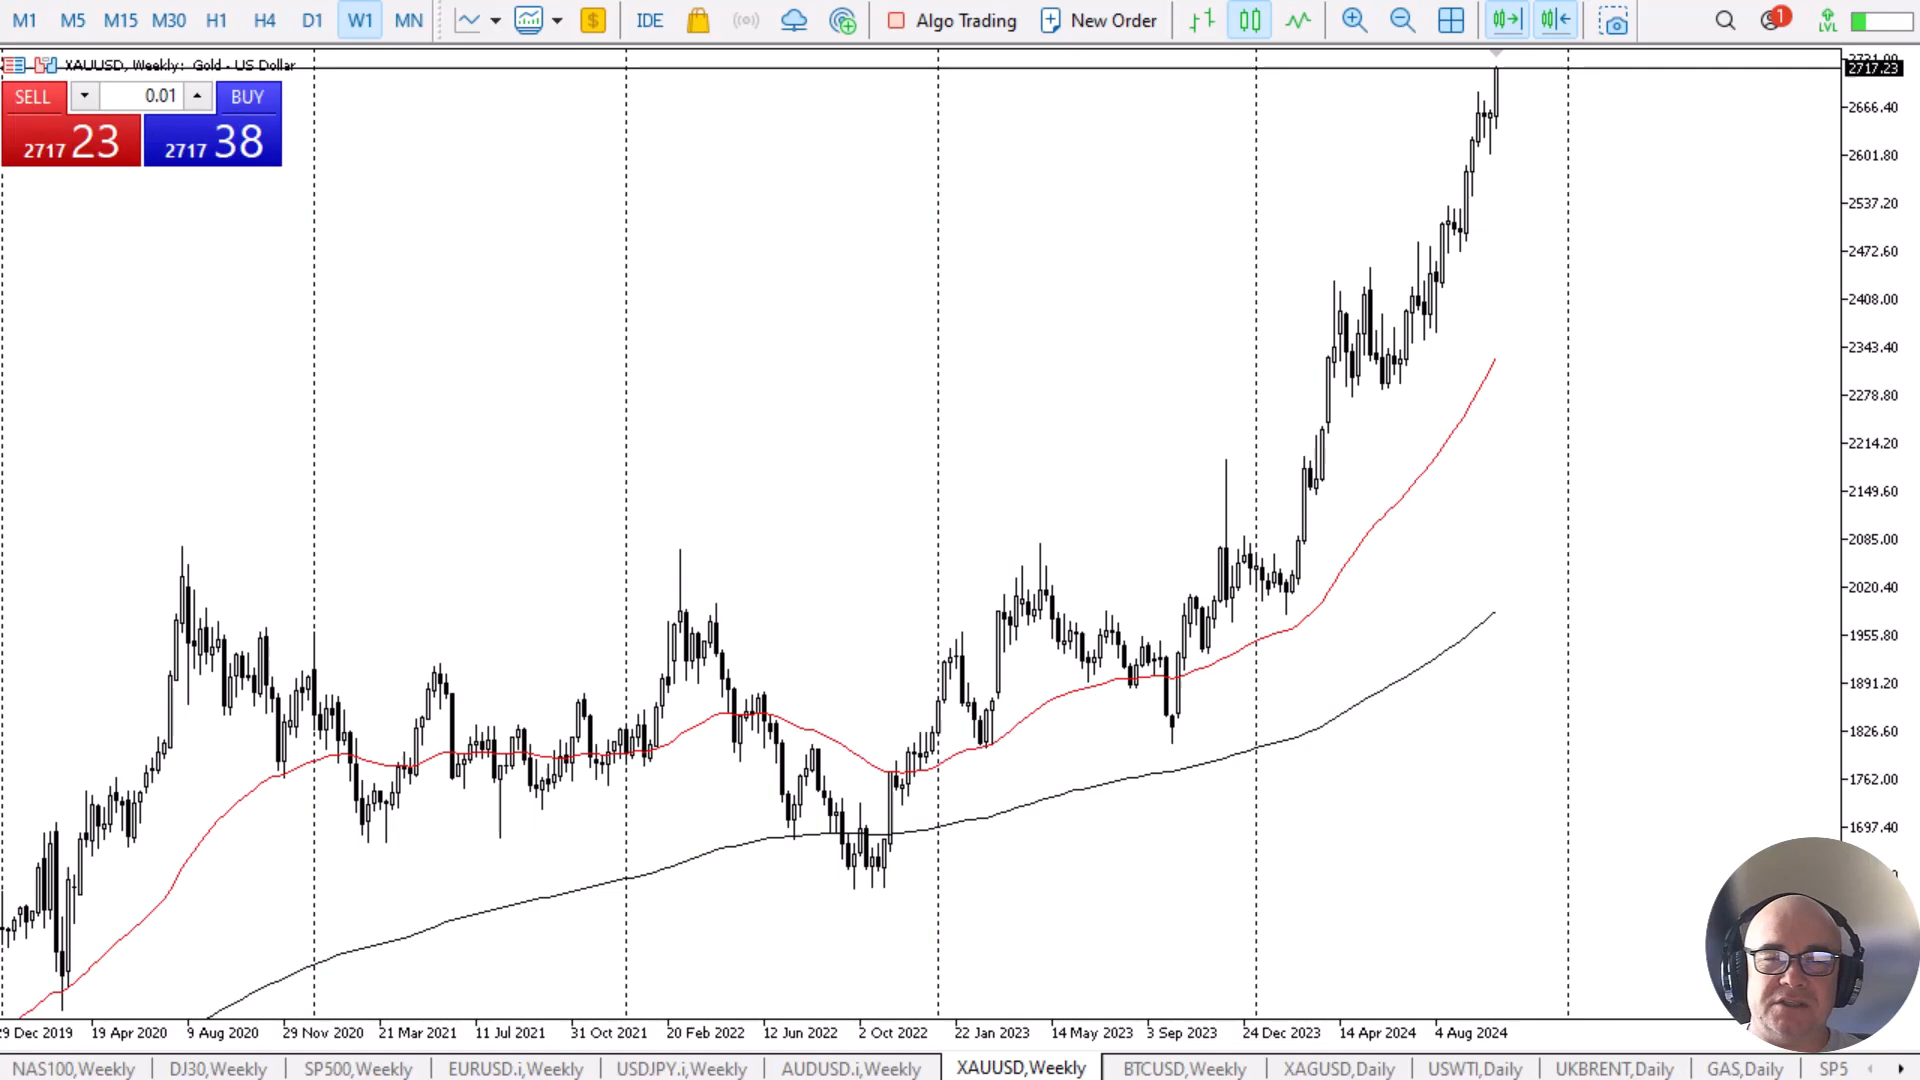 M1 M5 M15 M30 H1 H4 D1 W1 MN IDE Algo Trading New Order 1 LVL
XAUUSD, Weekly: Gold - US Dollar
SELL 0.01 BUY
2717 23 2717 38
2717.23
2666.40
2601.80
2537.20
2472.60
2408.00
2343.40
2278.80
2214.20
2149.60
2085.00
2020.40
1955.80
1891.20
1826.60
1762.00
1697.40
29 Dec 2019 19 Apr 2020 9 Aug 2020 29 Nov 2020 21 Mar 2021 11 Jul 2021 31 Oct 2021 20 Feb 2022 12 Jun 2022 2 Oct 2022 22 Jan 2023 14 May 2023 3 Sep 2023 24 Dec 2023 14 Apr 2024 4 Aug 2024
NAS100,Weekly DJ30,Weekly SP500,Weekly EURUSD.i,Weekly USDJPY.i,Weekly AUDUSD.i,Weekly XAUUSD,Weekly BTCUSD,Weekly XAGUSD,Daily USWTI,Daily UKBRENT,Daily GAS,Daily SP5